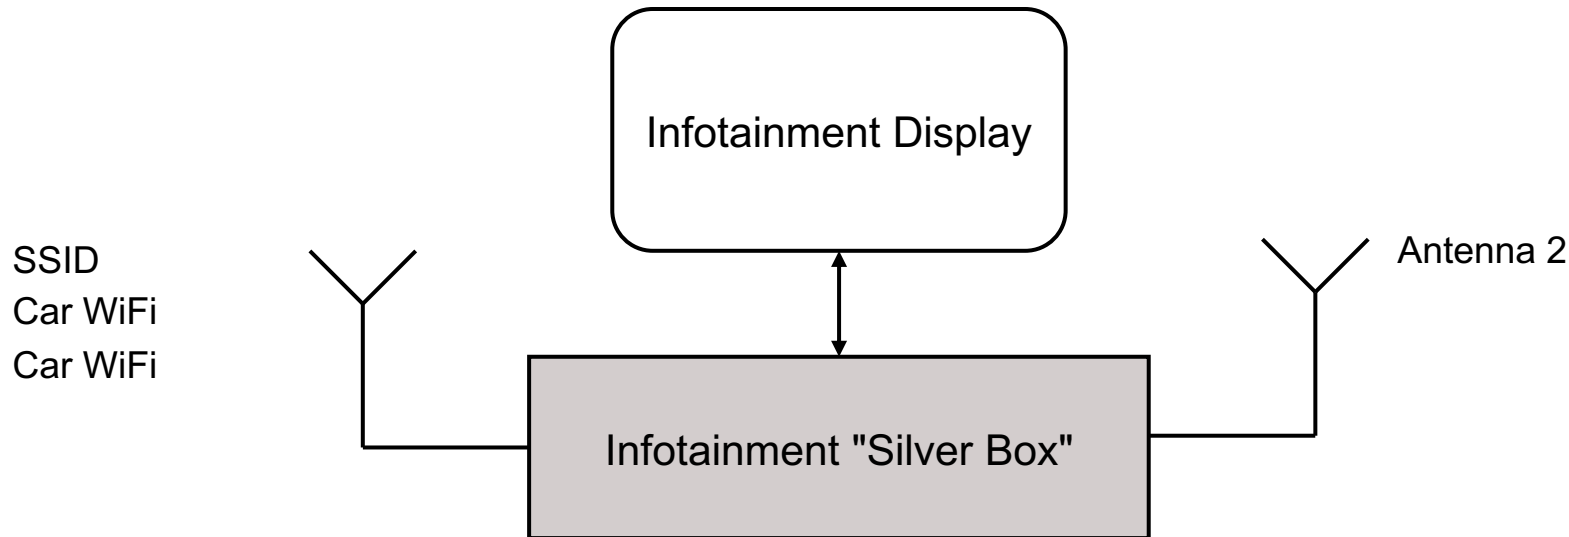 Infotainment Display
SSID
Car WiFi
Car WiFi
Antenna 2
Infotainment "Silver Box"